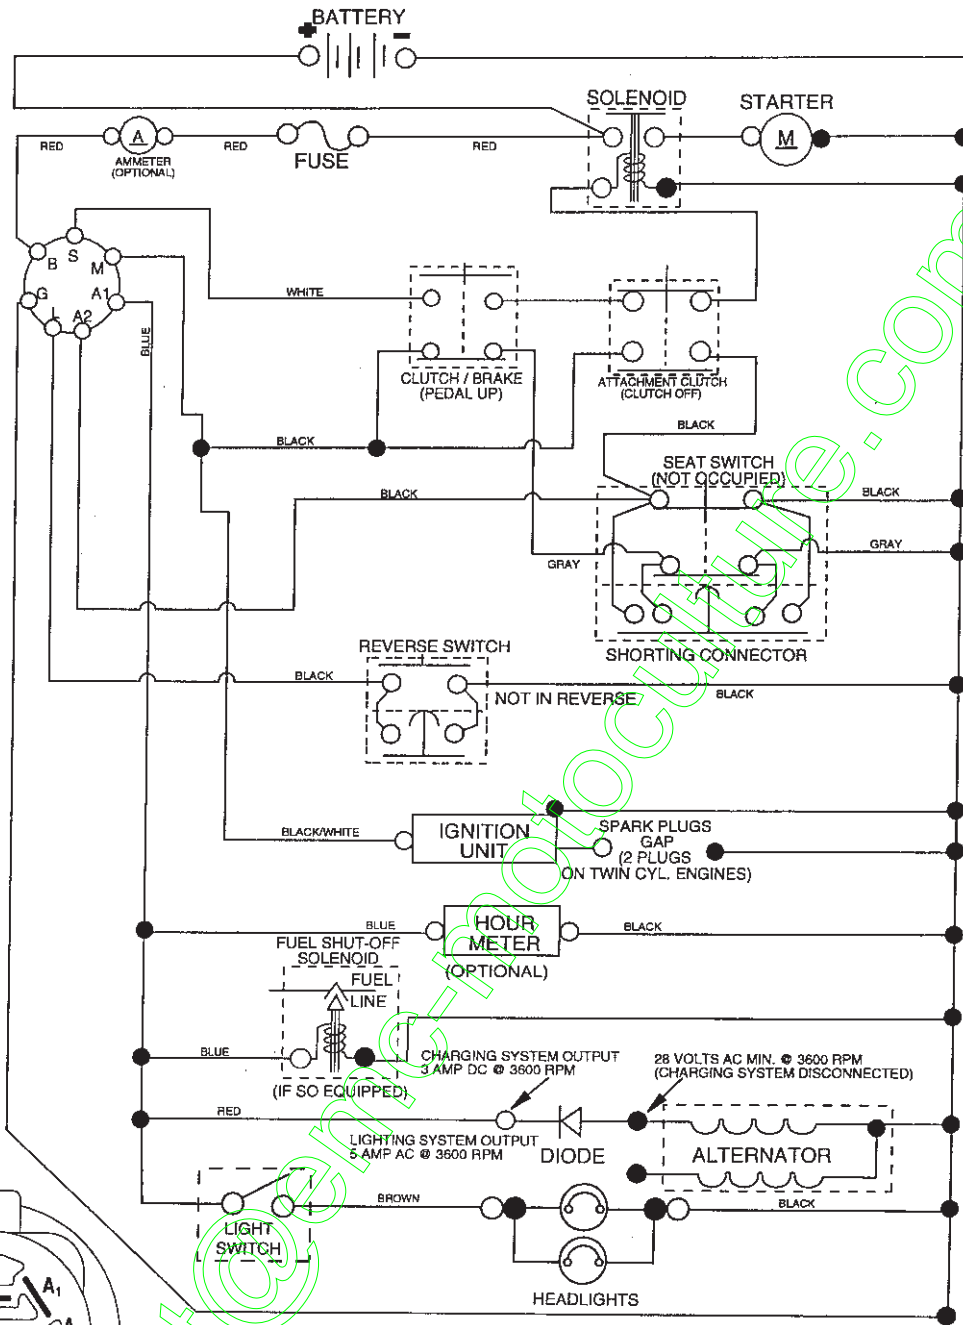 BATTERY
+
-
SOLENOID
STARTER
RED
A
RED
RED
M
AMMETER
(OPTIONAL)
FUSE
B
S
M
G
A1
L
A2
WHITE
BLUE
CLUTCH / BRAKE
(PEDAL UP)
ATTACHMENT CLUTCH
(CLUTCH OFF)
BLACK
BLACK
SEAT SWITCH
(NOT OCCUPIED)
BLACK
BLACK
GRAY
GRAY
REVERSE SWITCH
SHORTING CONNECTOR
BLACK
NOT IN REVERSE
BLACK
BLACK/WHITE
IGNITION
UNIT
SPARK PLUGS
GAP
(2 PLUGS
ON TWIN CYL. ENGINES)
BLUE
HOUR
METER
BLACK
(OPTIONAL)
FUEL SHUT-OFF
SOLENOID
FUEL
LINE
BLUE
(IF SO EQUIPPED)
CHARGING SYSTEM OUTPUT
3 AMP DC @ 3600 RPM
28 VOLTS AC MIN. @ 3600 RPM
(CHARGING SYSTEM DISCONNECTED)
RED
LIGHTING SYSTEM OUTPUT
5 AMP AC @ 3600 RPM
DIODE
ALTERNATOR
BROWN
BLACK
LIGHT
SWITCH
HEADLIGHTS
A1
t@emc-motoculture.com